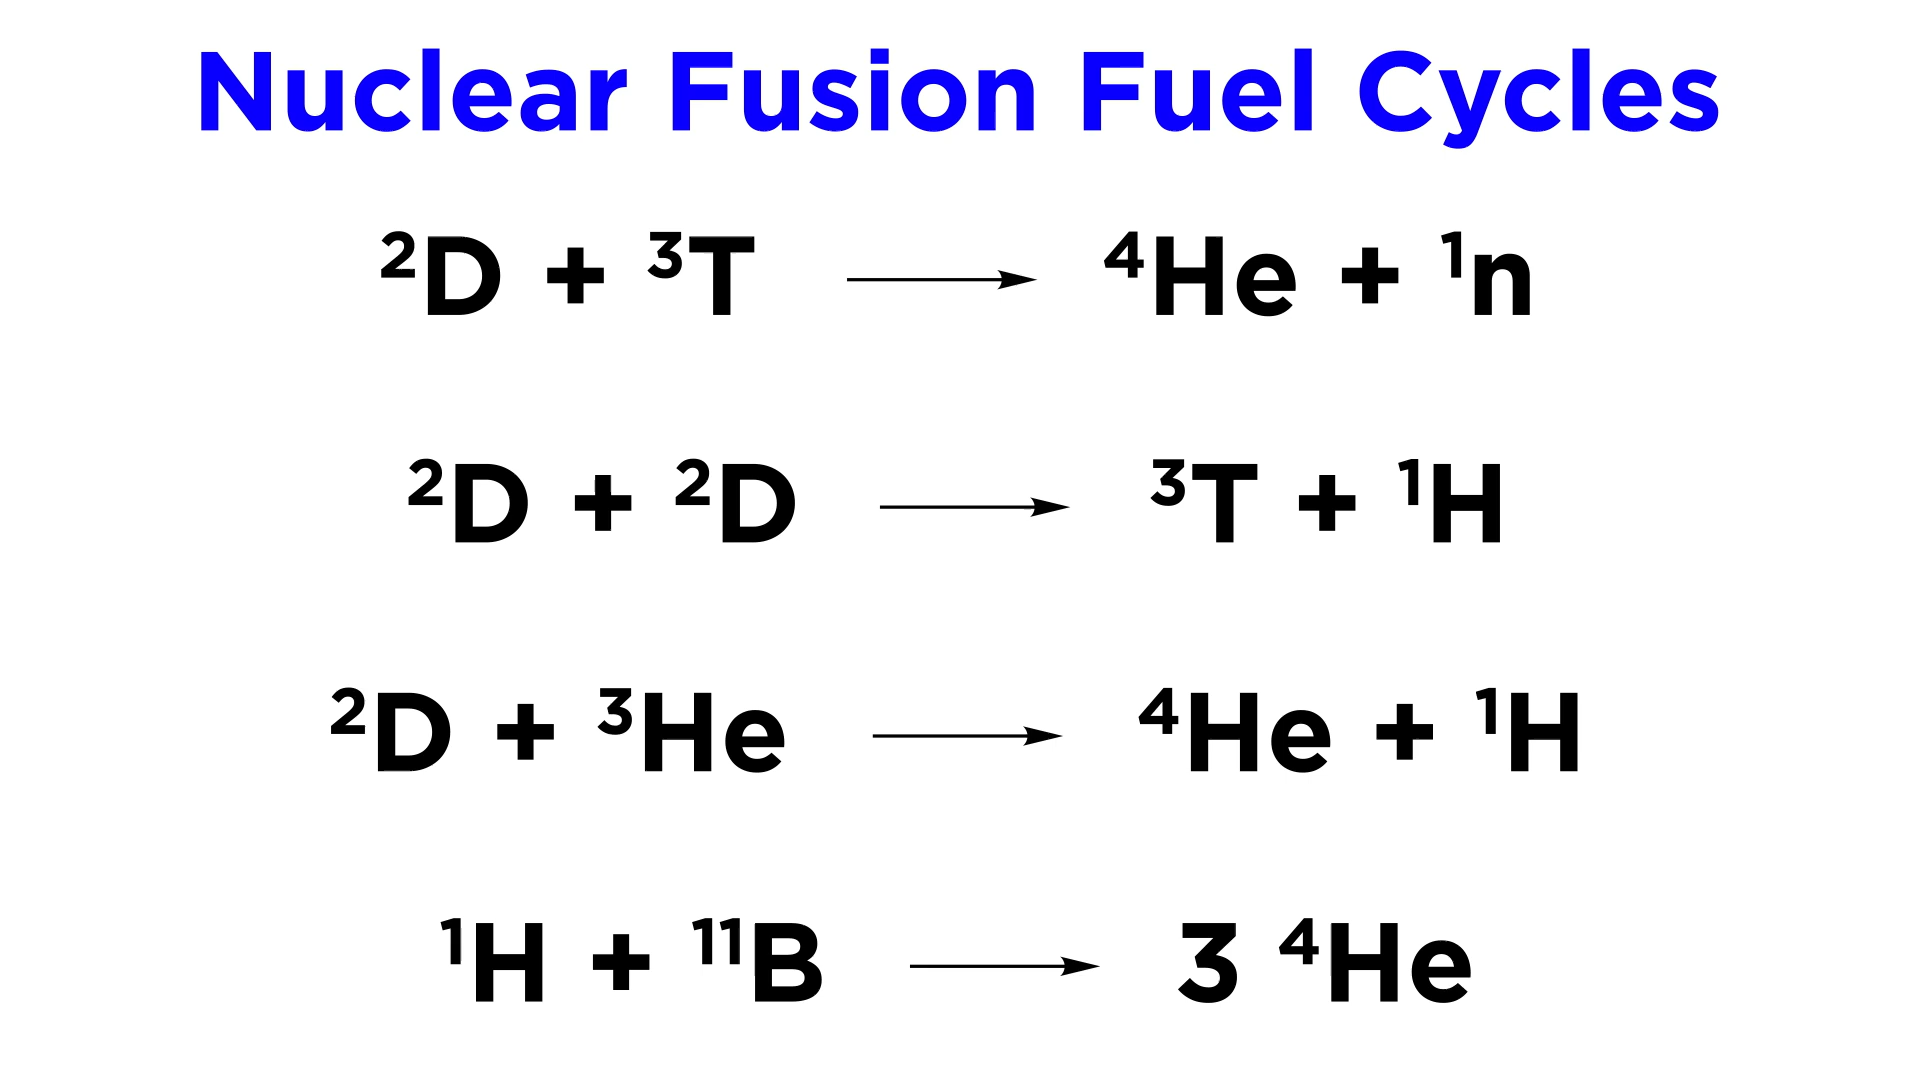 Nuclear Fusion Fuel Cycles
²D + ³T ⟶ ⁴He + ¹n
²D + ²D ⟶ ³T + ¹H
²D + ³He ⟶ ⁴He + ¹H
¹H + ¹¹B ⟶ 3 ⁴He